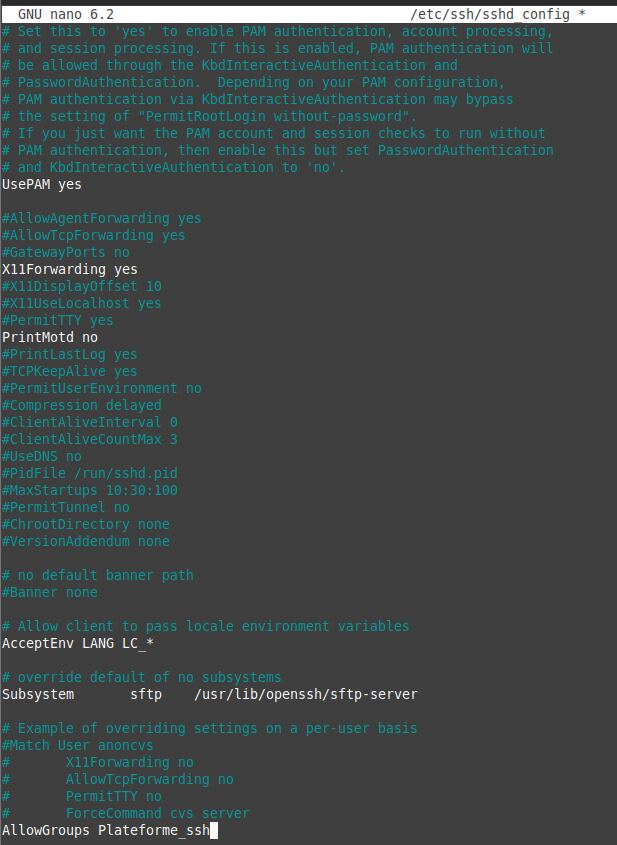 GNU nano 6.2 /etc/ssh/sshd_config *
# Set this to 'yes' to enable PAM authentication, account processing,
# and session processing. If this is enabled, PAM authentication will
# be allowed through the KbdInteractiveAuthentication and
# PasswordAuthentication.  Depending on your PAM configuration,
# PAM authentication via KbdInteractiveAuthentication may bypass
# the setting of "PermitRootLogin without-password".
# If you just want the PAM account and session checks to run without
# PAM authentication, then enable this but set PasswordAuthentication
# and KbdInteractiveAuthentication to 'no'.
UsePAM yes

#AllowAgentForwarding yes
#AllowTcpForwarding yes
#GatewayPorts no
X11Forwarding yes
#X11DisplayOffset 10
#X11UseLocalhost yes
#PermitTTY yes
PrintMotd no
#PrintLastLog yes
#TCPKeepAlive yes
#PermitUserEnvironment no
#Compression delayed
#ClientAliveInterval 0
#ClientAliveCountMax 3
#UseDNS no
#PidFile /run/sshd.pid
#MaxStartups 10:30:100
#PermitTunnel no
#ChrootDirectory none
#VersionAddendum none

# no default banner path
#Banner none

# Allow client to pass locale environment variables
AcceptEnv LANG LC_*

# override default of no subsystems
Subsystem       sftp    /usr/lib/openssh/sftp-server

# Example of overriding settings on a per-user basis
#Match User anoncvs
#       X11Forwarding no
#       AllowTcpForwarding no
#       PermitTTY no
#       ForceCommand cvs server
AllowGroups Plateforme_ssh